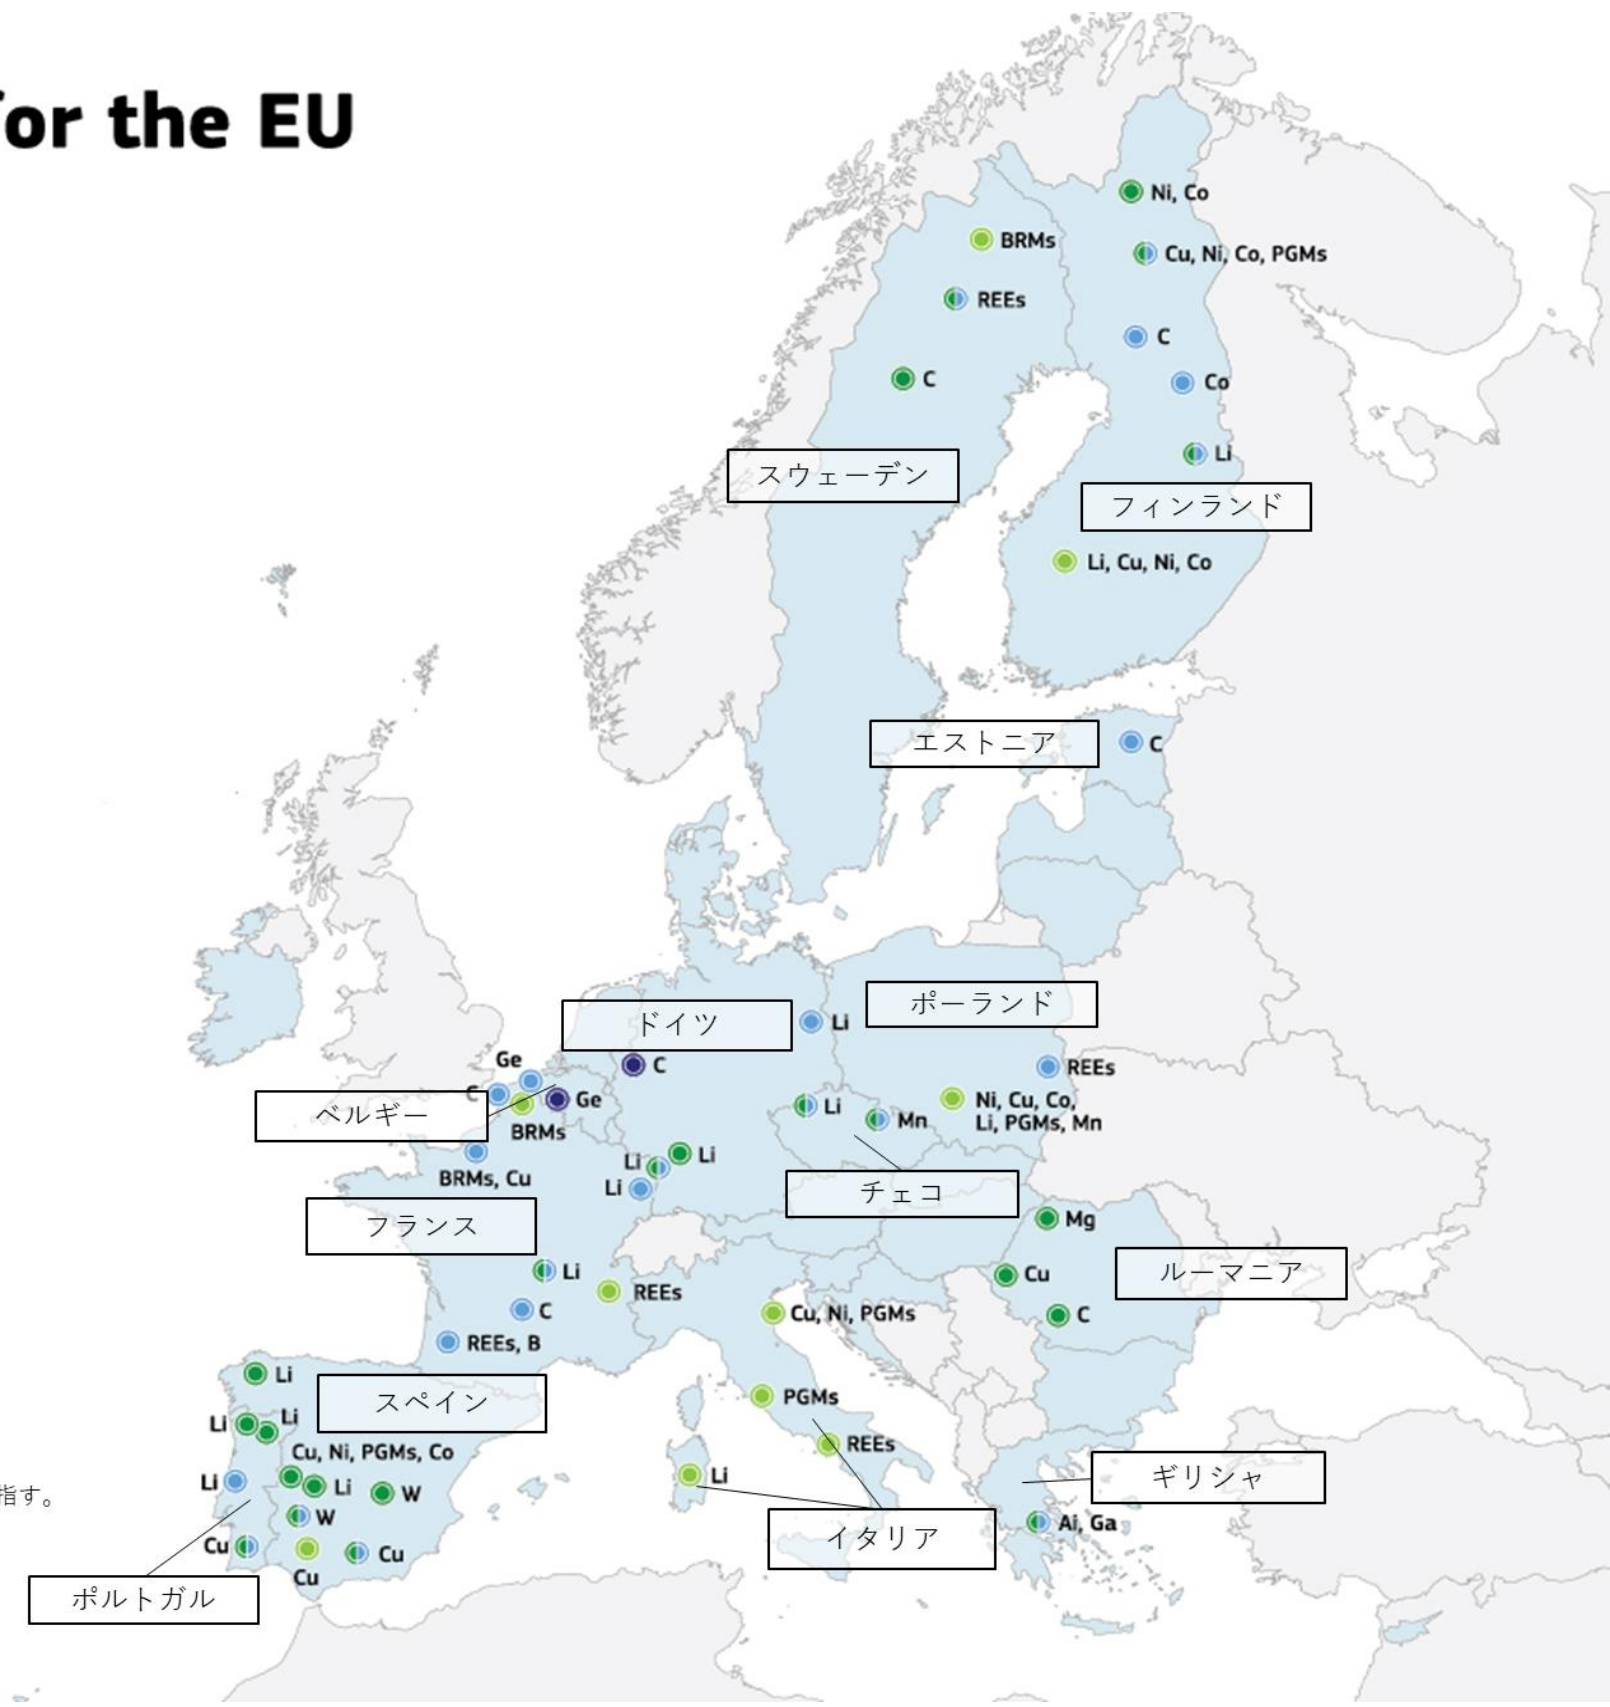 for the EU
Ni, Co
BRMs
Cu, Ni, Co, PGMs
REEs
C
C
Co
Li
スウェーデン
フィンランド
Li, Cu, Ni, Co
エストニア
C
ポーランド
ドイツ
Li
Ge
C
REEs
C
Ge
Li
Ni, Cu, Co,
Li, PGMs, Mn
ベルギー
Mn
BRMs
Li
Li
BRMs, Cu
Li
チェコ
フランス
Mg
Li
Cu
ルーマニア
REEs
C
Cu, Ni, PGMs
C
REEs, B
Li
スペイン
PGMs
Li
Li
Cu, Ni, PGMs, Co
REEs
Li
Li
W
Li
ギリシャ
指す。
W
Ai, Ga
イタリア
Cu
Cu
Cu
ポルトガル